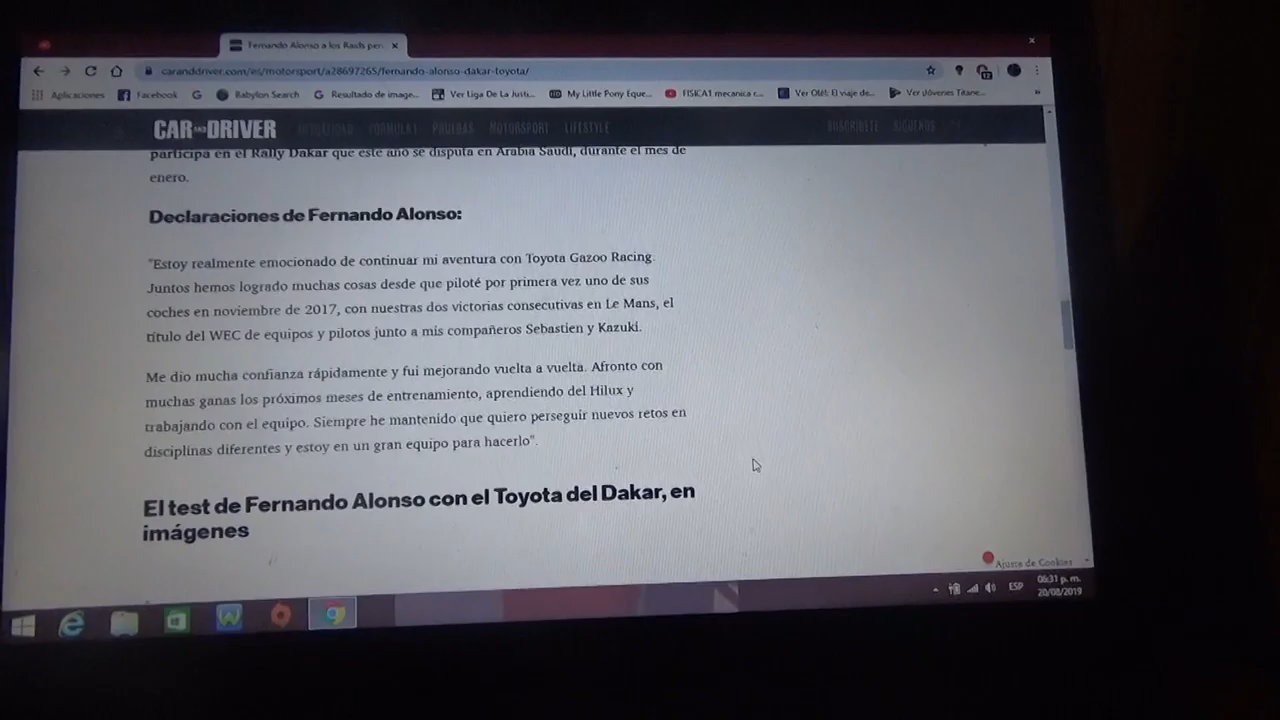 Fernando Alonso a los Raids per
caranddriver.com/es/motorsport/a28697265/fernando-alonso-dakar-toyota/
Aplicaciones Facebook Babylon Search Resultado de image... Ver Liga De La Justi... My Little Pony Eque... FISICA1 mecanica c... Ver Olé!: El viaje de... Ver Jóvenes Titane...
CAR AND DRIVER FORMULA 1 PRUEBAS MOTORSPORT LIFESTYLE SUSCRÍBETE SÍGUENOS
participa en el Rally Dakar que este año se disputa en Arabia Saudí, durante el mes de
enero.
Declaraciones de Fernando Alonso:
"Estoy realmente emocionado de continuar mi aventura con Toyota Gazoo Racing.
Juntos hemos logrado muchas cosas desde que piloté por primera vez uno de sus
coches en noviembre de 2017, con nuestras dos victorias consecutivas en Le Mans, el
título del WEC de equipos y pilotos junto a mis compañeros Sebastien y Kazuki.
Me dio mucha confianza rápidamente y fui mejorando vuelta a vuelta. Afronto con
muchas ganas los próximos meses de entrenamiento, aprendiendo del Hilux y
trabajando con el equipo. Siempre he mantenido que quiero perseguir nuevos retos en
disciplinas diferentes y estoy en un gran equipo para hacerlo".
El test de Fernando Alonso con el Toyota del Dakar, en
imágenes
Ajuste de Cookies
ESP
06:31 p. m.
20/08/2019